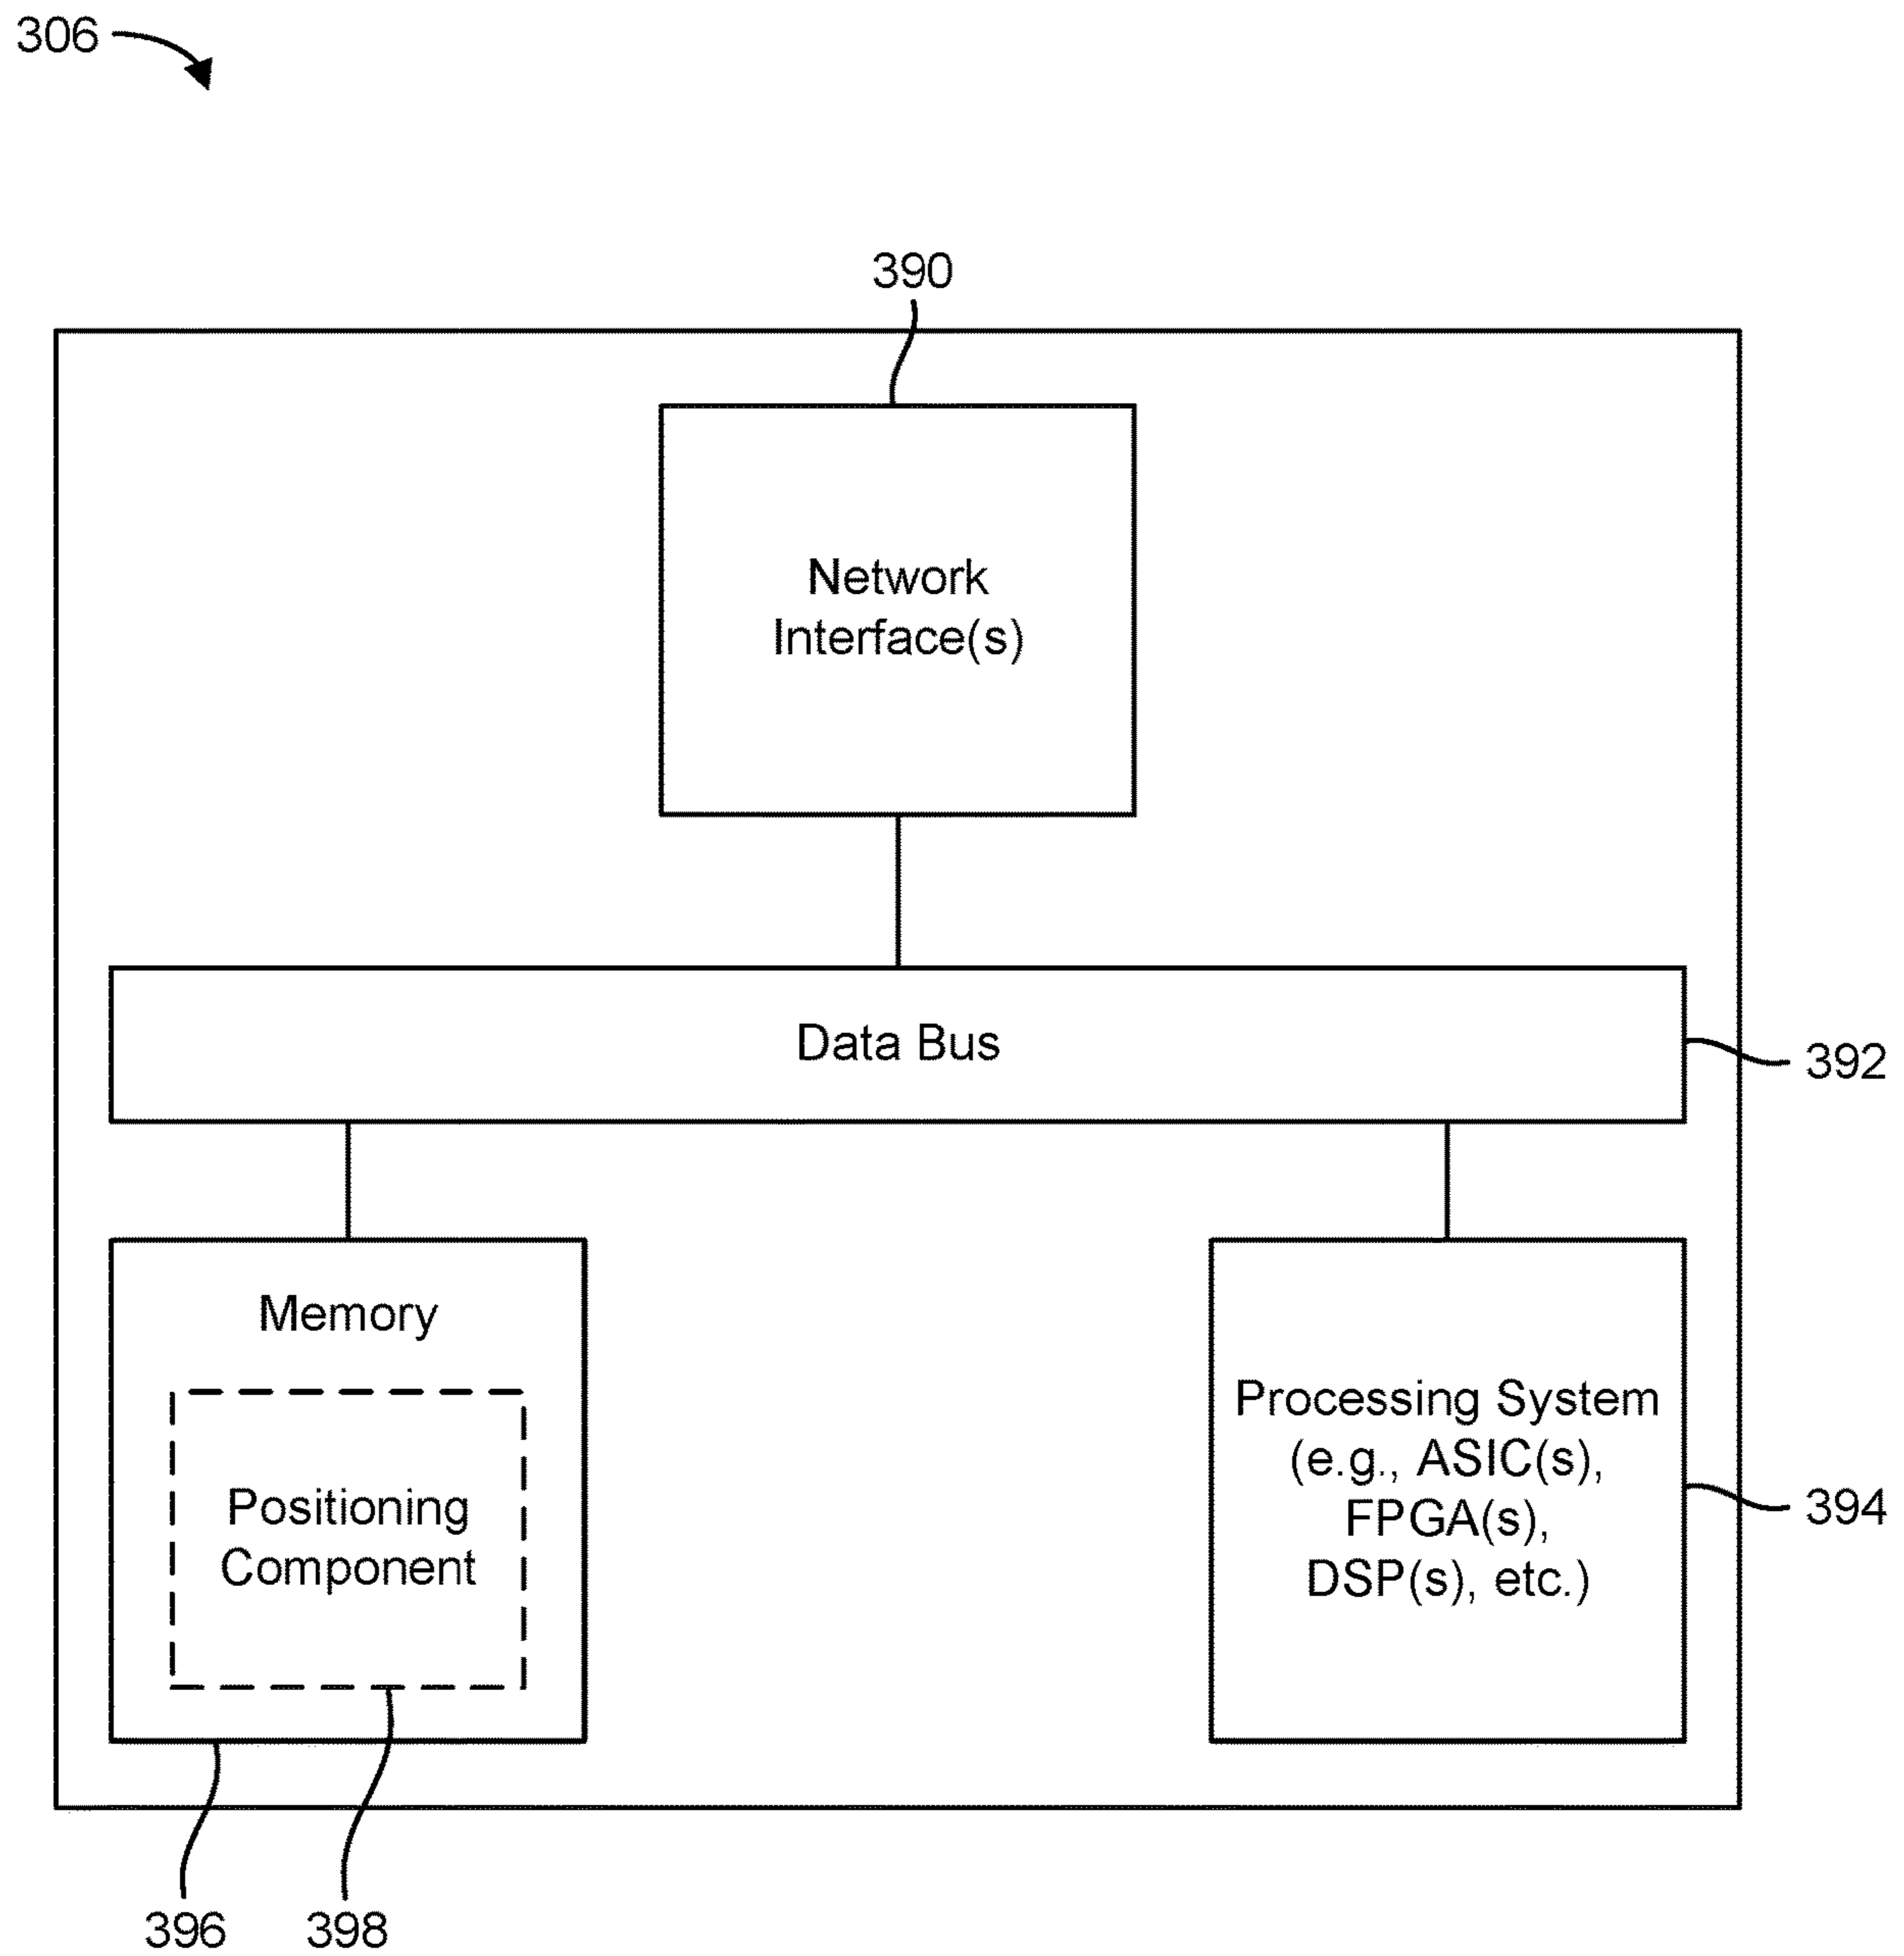 306
390
Network
Interface(s)
Data Bus
392
Memory
Positioning
Component
Processing System
(e.g., ASIC(s),
FPGA(s),
DSP(s), etc.)
394
396
398